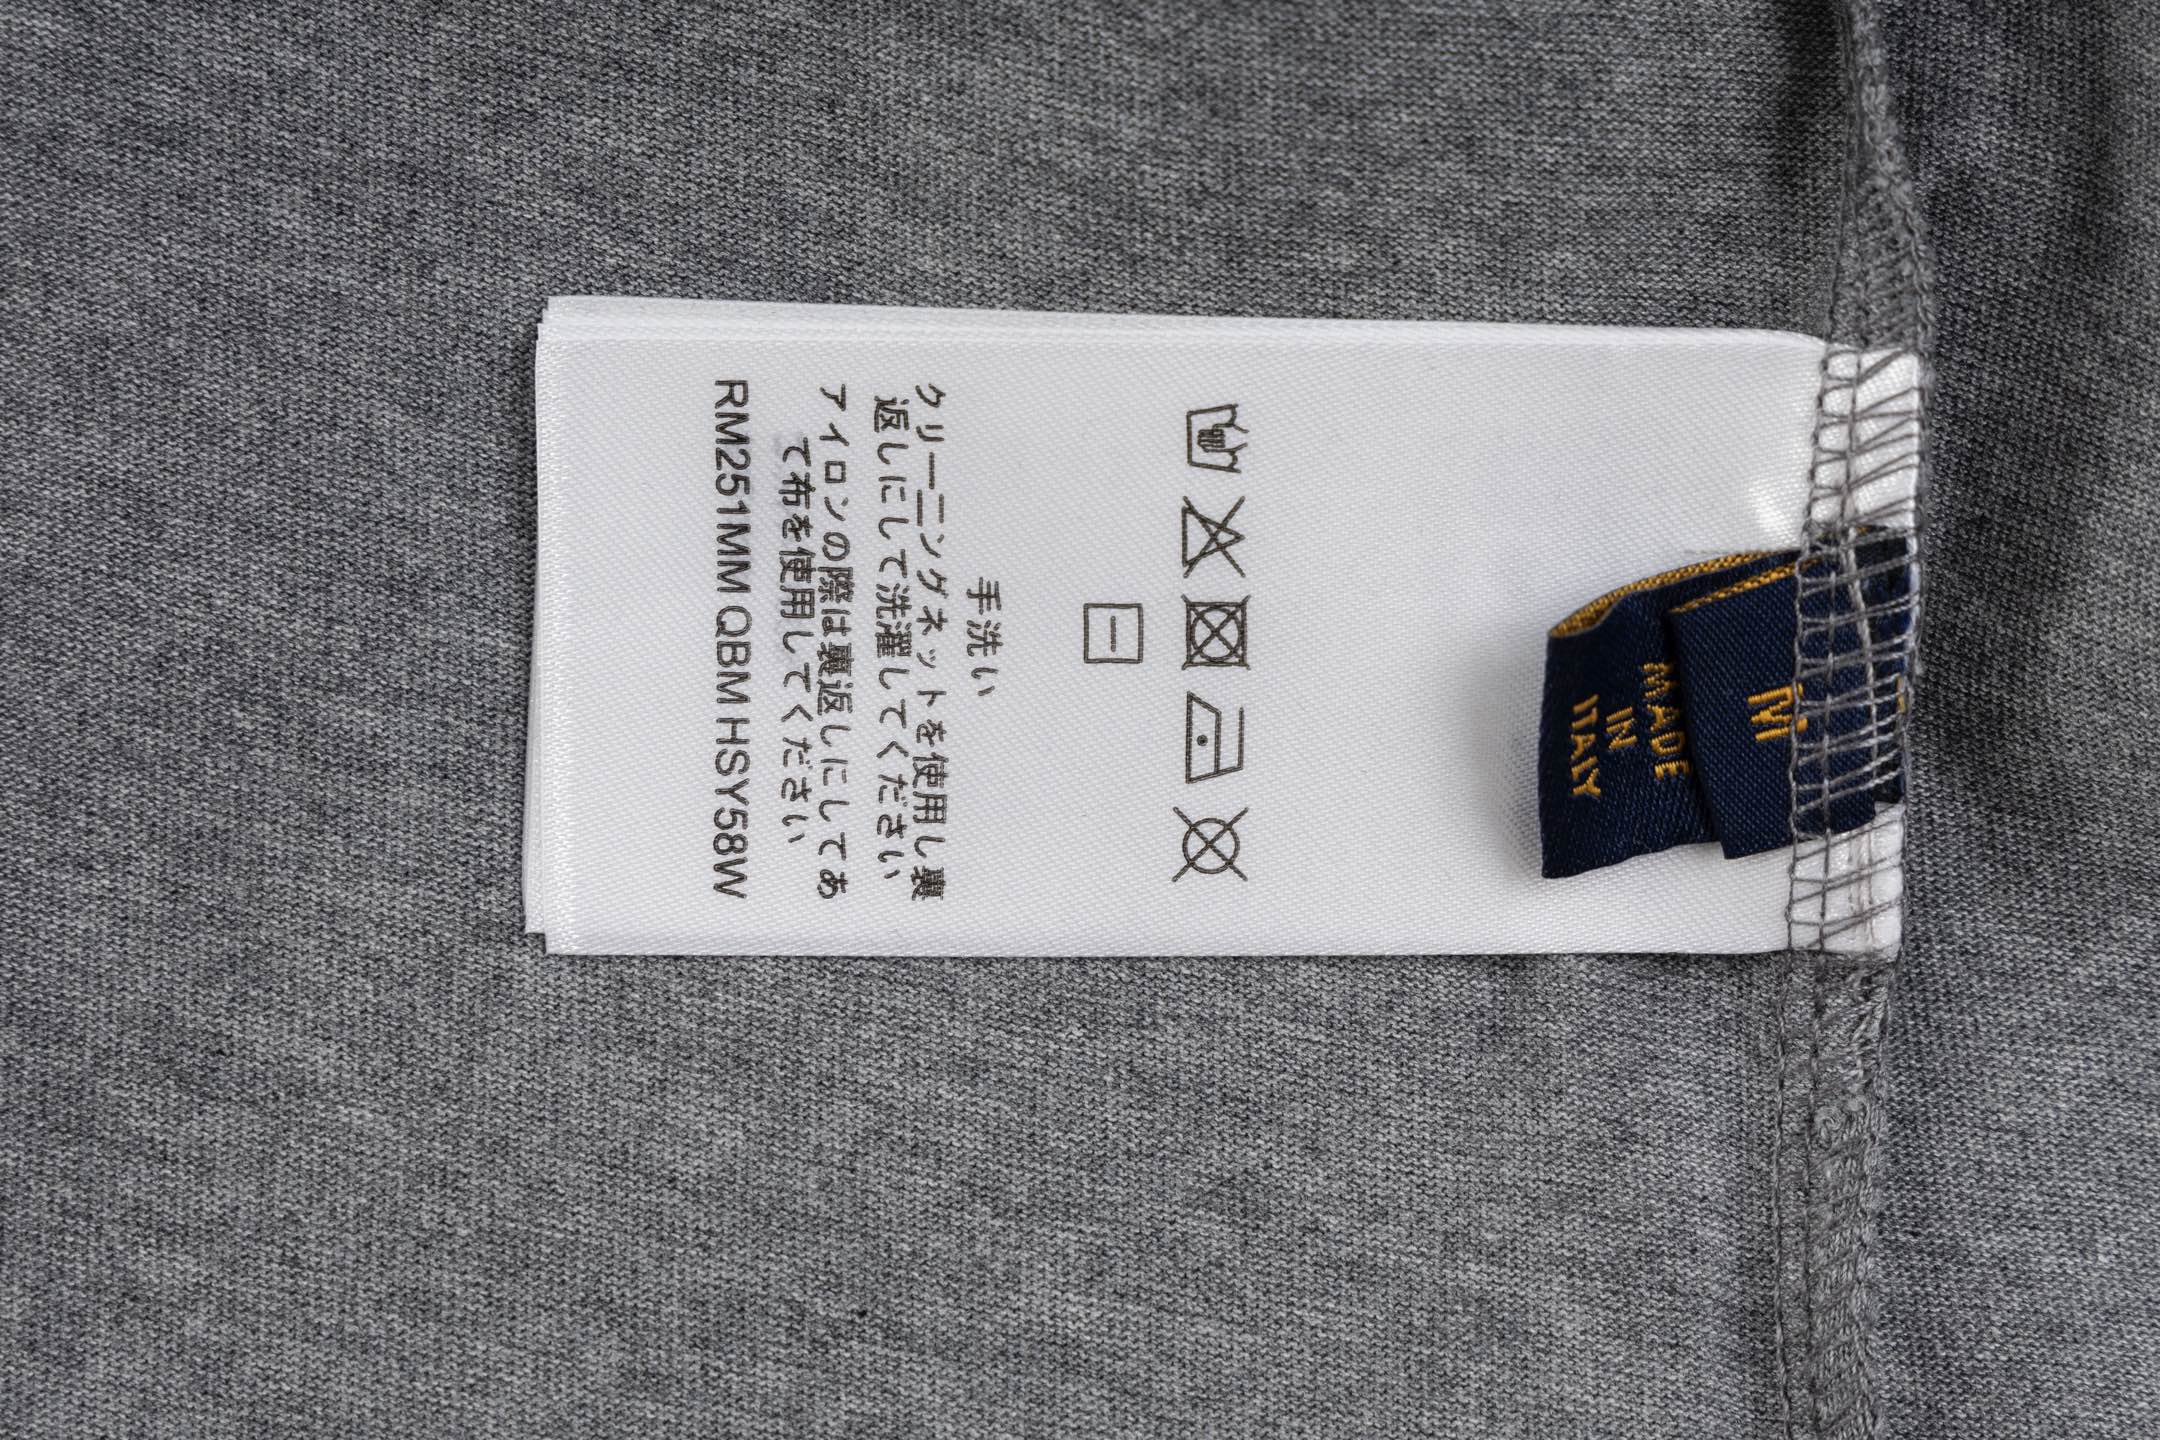 M
MADE
IN
ITALY
手洗い
クリーニングネットを使用し裏
返しにして洗濯してください
アイロンの際は裏返しにしてあ
て布を使用してください
RM251MM QBM HSY58W